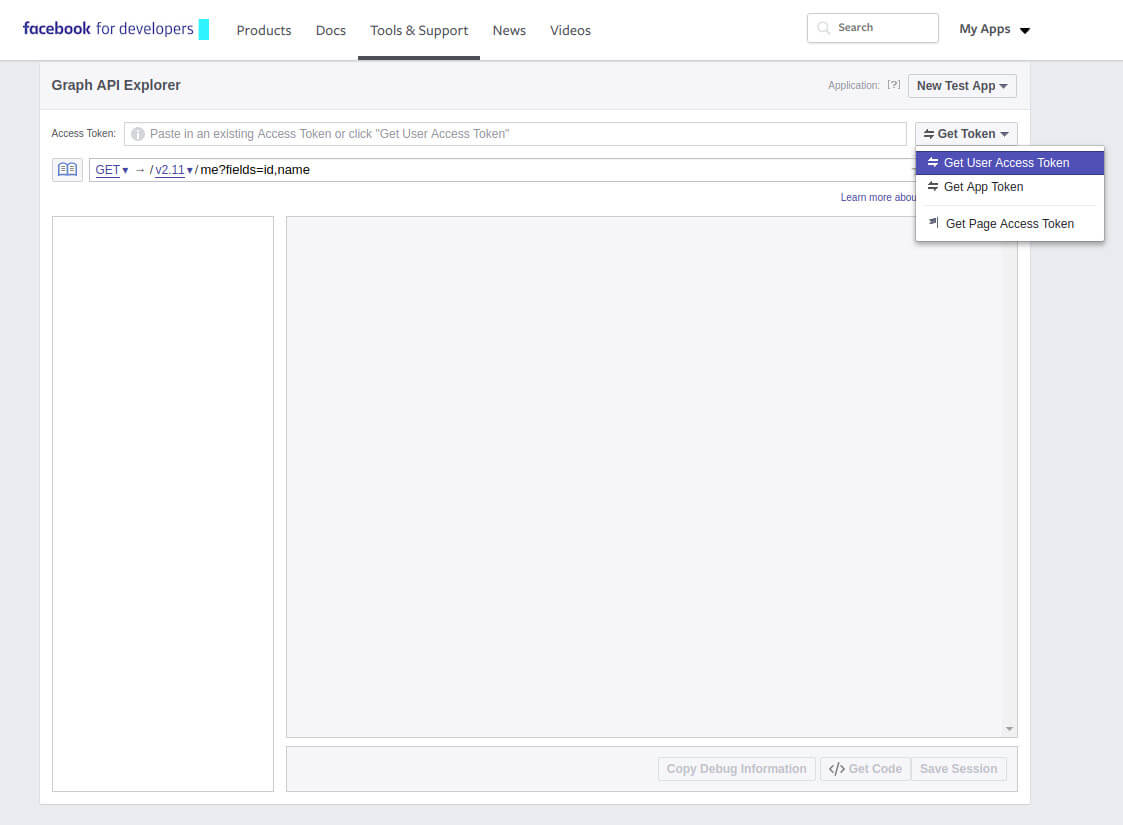 facebook for developers
Products Docs Tools & Support News Videos
Search
My Apps
Graph API Explorer
Application: [?] New Test App
Access Token: Paste in an existing Access Token or click "Get User Access Token"
Get Token
GET → / v2.11 / me?fields=id,name
Get User Access Token
Get App Token
Get Page Access Token
Learn more
Copy Debug Information </> Get Code Save Session